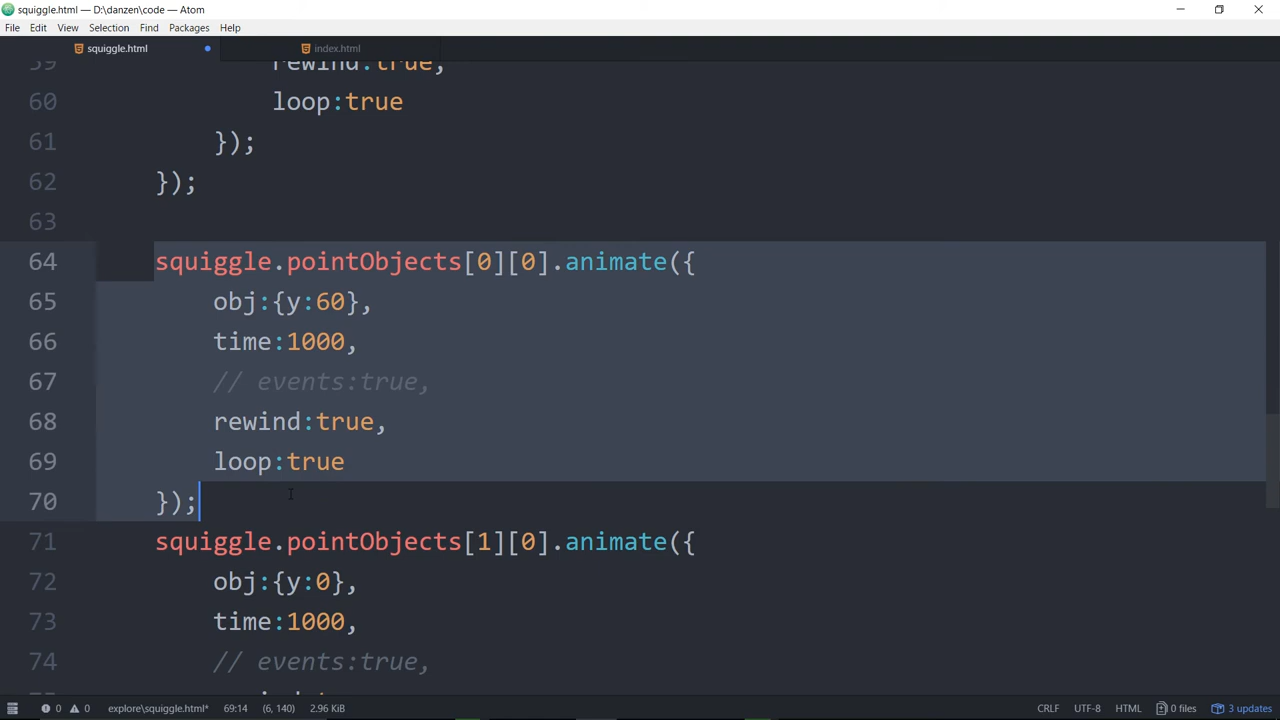 squiggle.html — D:\danzen\code — Atom
File Edit View Selection Find Packages Help
squiggle.html index.html
59 rewind:true,
60 loop:true
61 });
62 });
63
64 squiggle.pointObjects[0][0].animate({
65 obj:{y:60},
66 time:1000,
67 // events:true,
68 rewind:true,
69 loop:true
70 });
71 squiggle.pointObjects[1][0].animate({
72 obj:{y:0},
73 time:1000,
74 // events:true,
0 0 explore\squiggle.html* 69:14 (6, 140) 2.96 KiB CRLF UTF-8 HTML 0 files 3 updates